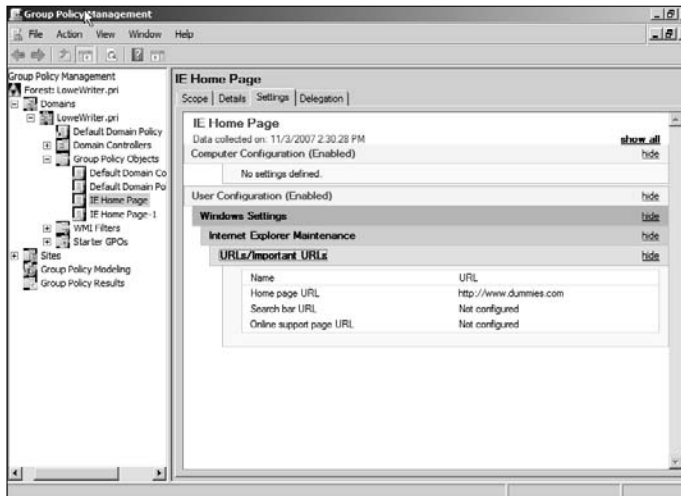 Group Policy Management
File Action View Window Help
Group Policy Management
Forest: LoweWriter.pri
Domains
LoweWriter.pri
Default Domain Policy
Domain Controllers
Group Policy Objects
Default Domain Co
Default Domain Po
IE Home Page
IE Home Page-1
WMI Filters
Starter GPOs
Sites
Group Policy Modeling
Group Policy Results
IE Home Page
Scope Details Settings Delegation
IE Home Page
Data collected on: 11/3/2007 2:30:28 PM show all
Computer Configuration (Enabled) hide
No settings defined.
User Configuration (Enabled) hide
Windows Settings hide
Internet Explorer Maintenance hide
URLs/Important URLs hide
Name URL
Home page URL http://www.dummies.com
Search bar URL Not configured
Online support page URL Not configured